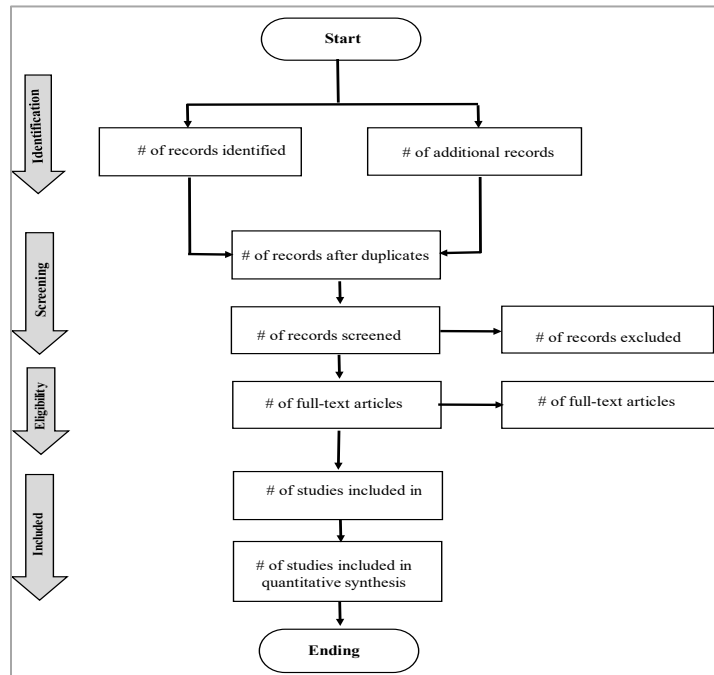 Start
Identification
# of records identified
# of additional records
Screening
# of records after duplicates
# of records screened
# of records excluded
Eligibility
# of full-text articles
# of full-text articles
Included
# of studies included in
# of studies included in
quantitative synthesis
Ending